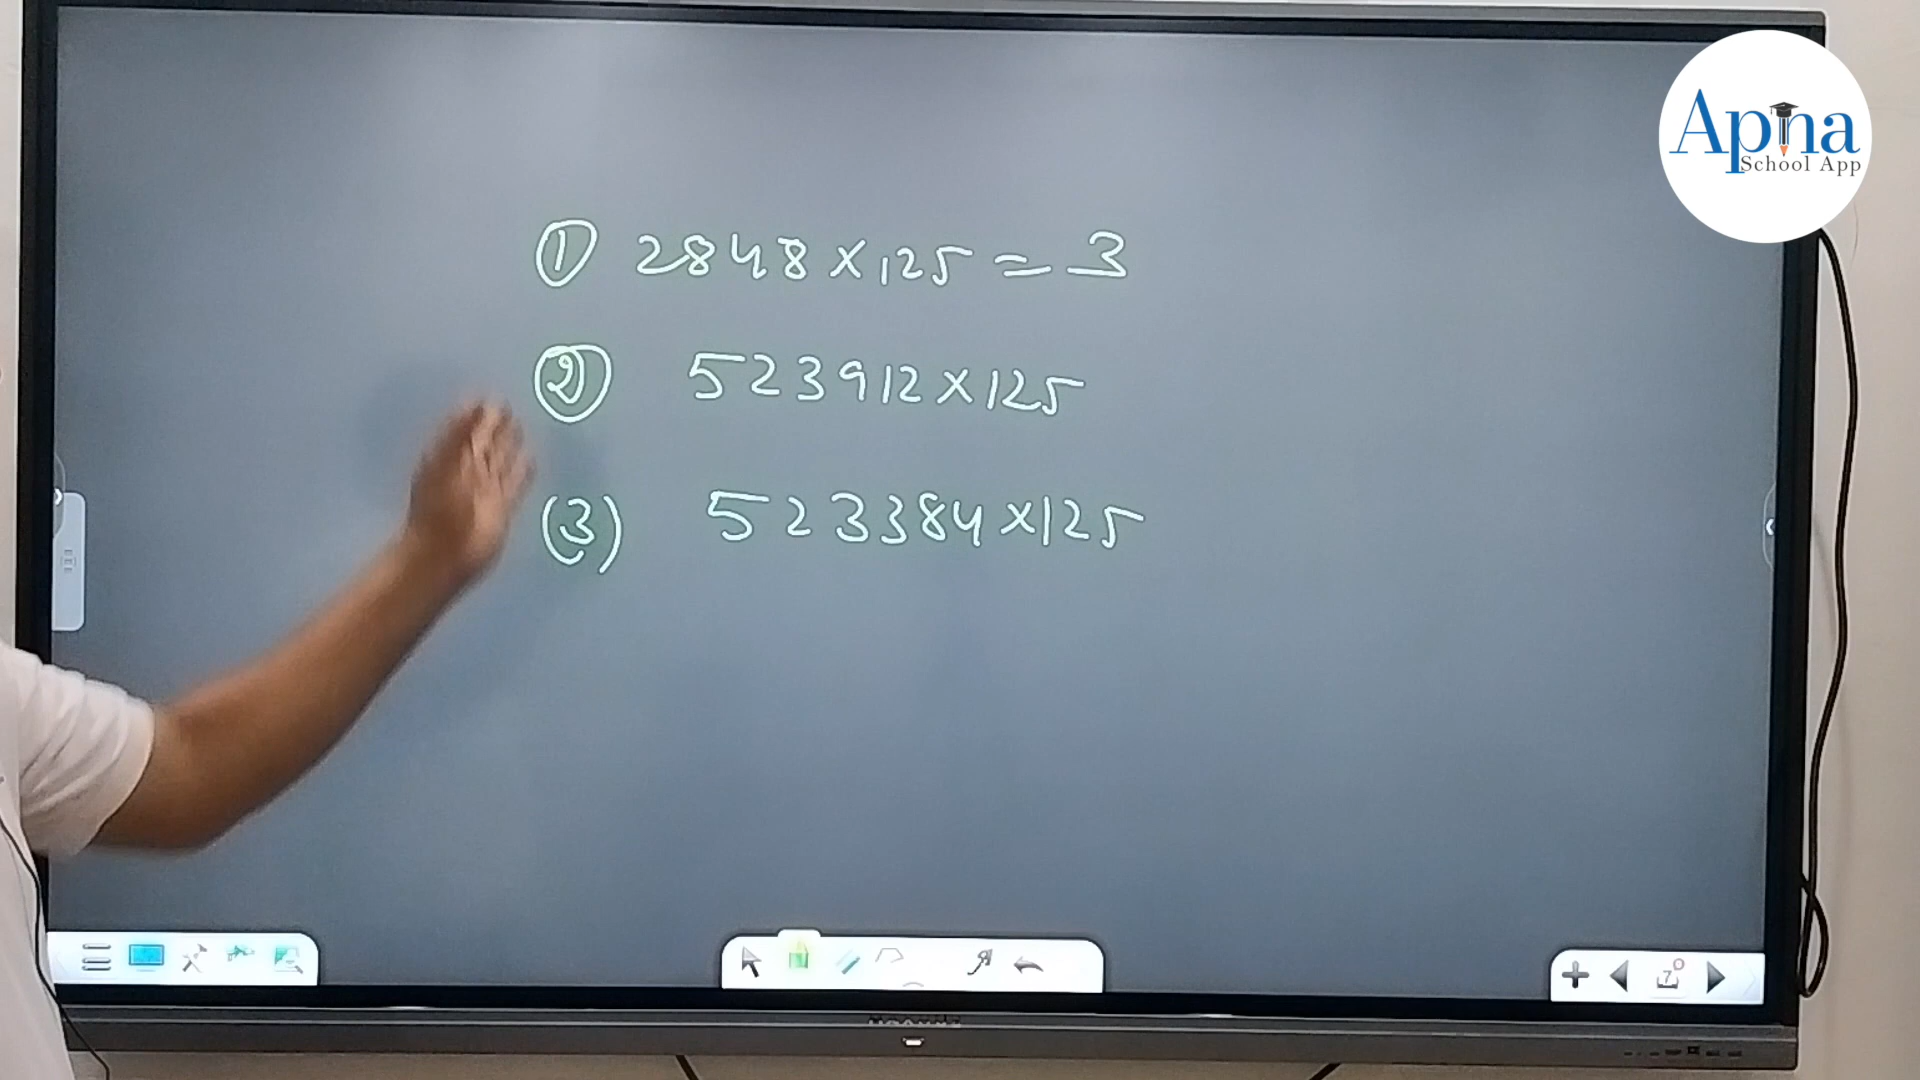 Apna
School App
① 2848×125=3
② 523912×125
(3) 523384×125